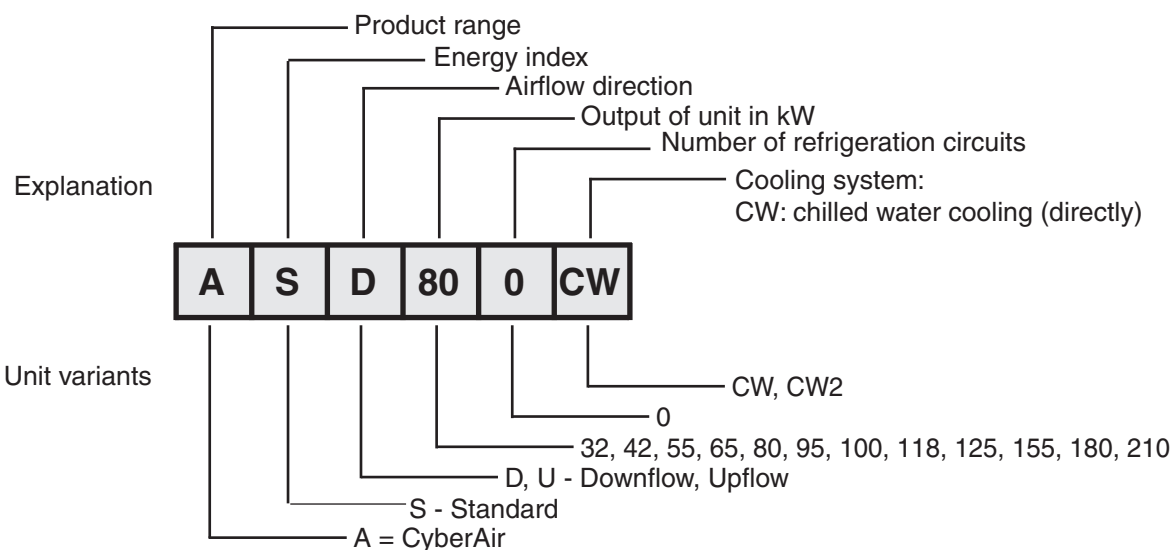 Product range
Energy index
Airflow direction
Output of unit in kW
Number of refrigeration circuits
Explanation
Cooling system:
CW: chilled water cooling (directly)
A S D 80 0 CW
Unit variants
CW, CW2
0
32, 42, 55, 65, 80, 95, 100, 118, 125, 155, 180, 210
D, U - Downflow, Upflow
S - Standard
A = CyberAir